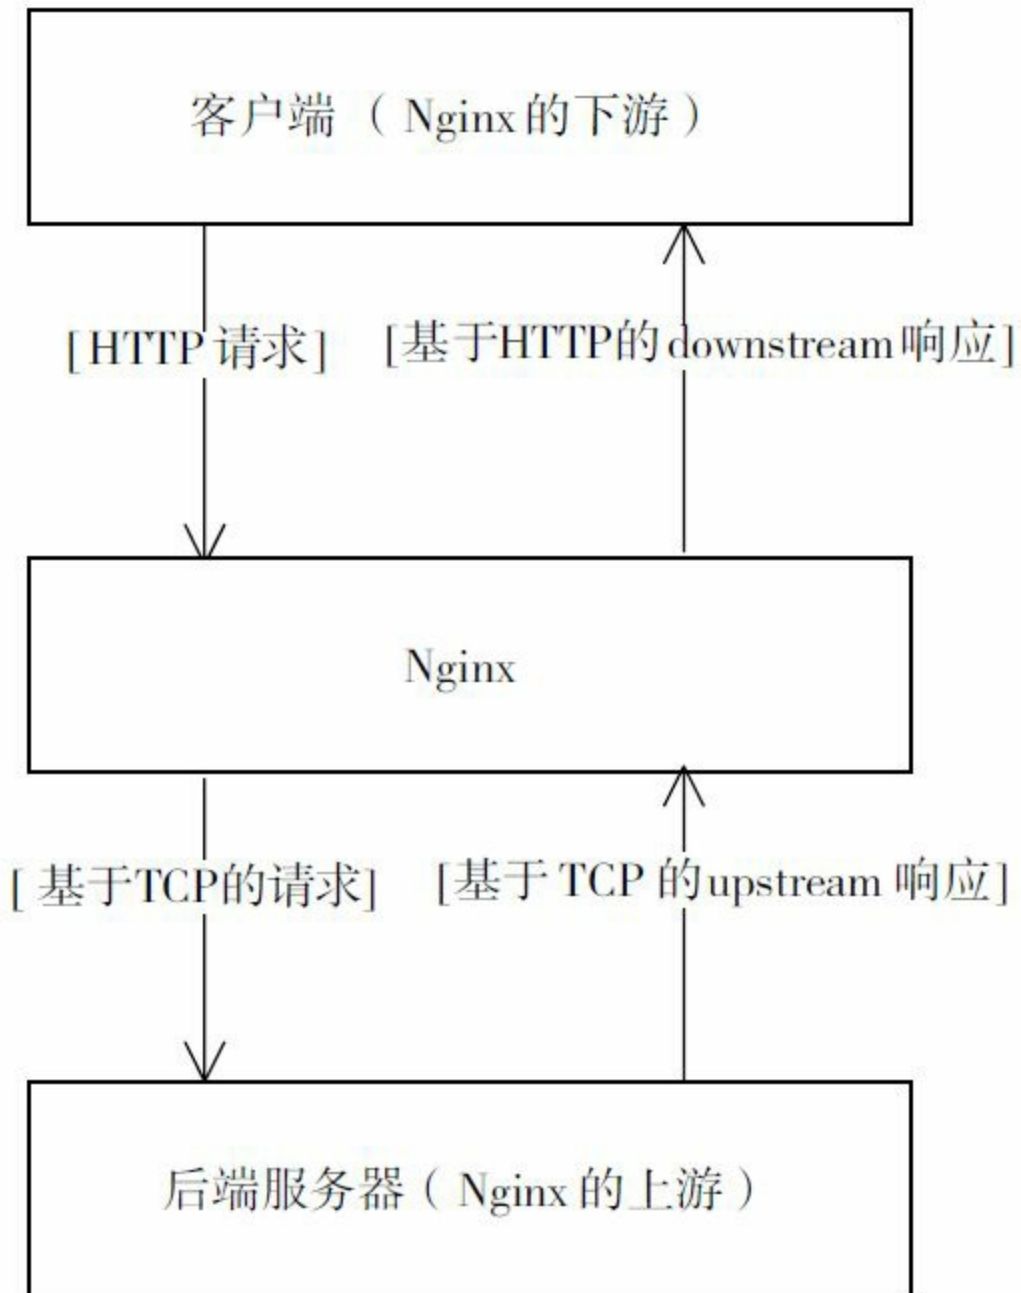 客户端（Nginx的下游）
[HTTP请求]
[基于HTTP的downstream响应]
Nginx
[基于TCP的请求]
[基于TCP的upstream响应]
后端服务器（Nginx的上游）